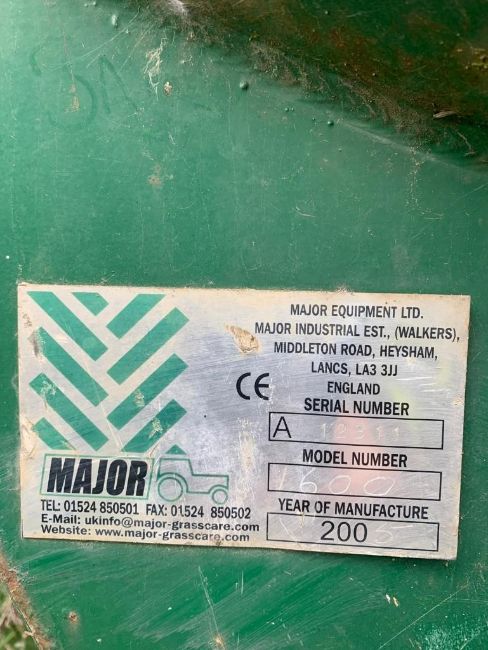 MAJOR EQUIPMENT LTD.
MAJOR INDUSTRIAL EST., (WALKERS),
MIDDLETON ROAD, HEYSHAM,
LANCS, LA3 3JJ
ENGLAND
CE
SERIAL NUMBER
A
MODEL NUMBER
1600
YEAR OF MANUFACTURE
200
MAJOR
TEL: 01524 850501 FAX: 01524 850502
E-Mail: ukinfo@major-grasscare.com
Website: www.major-grasscare.com